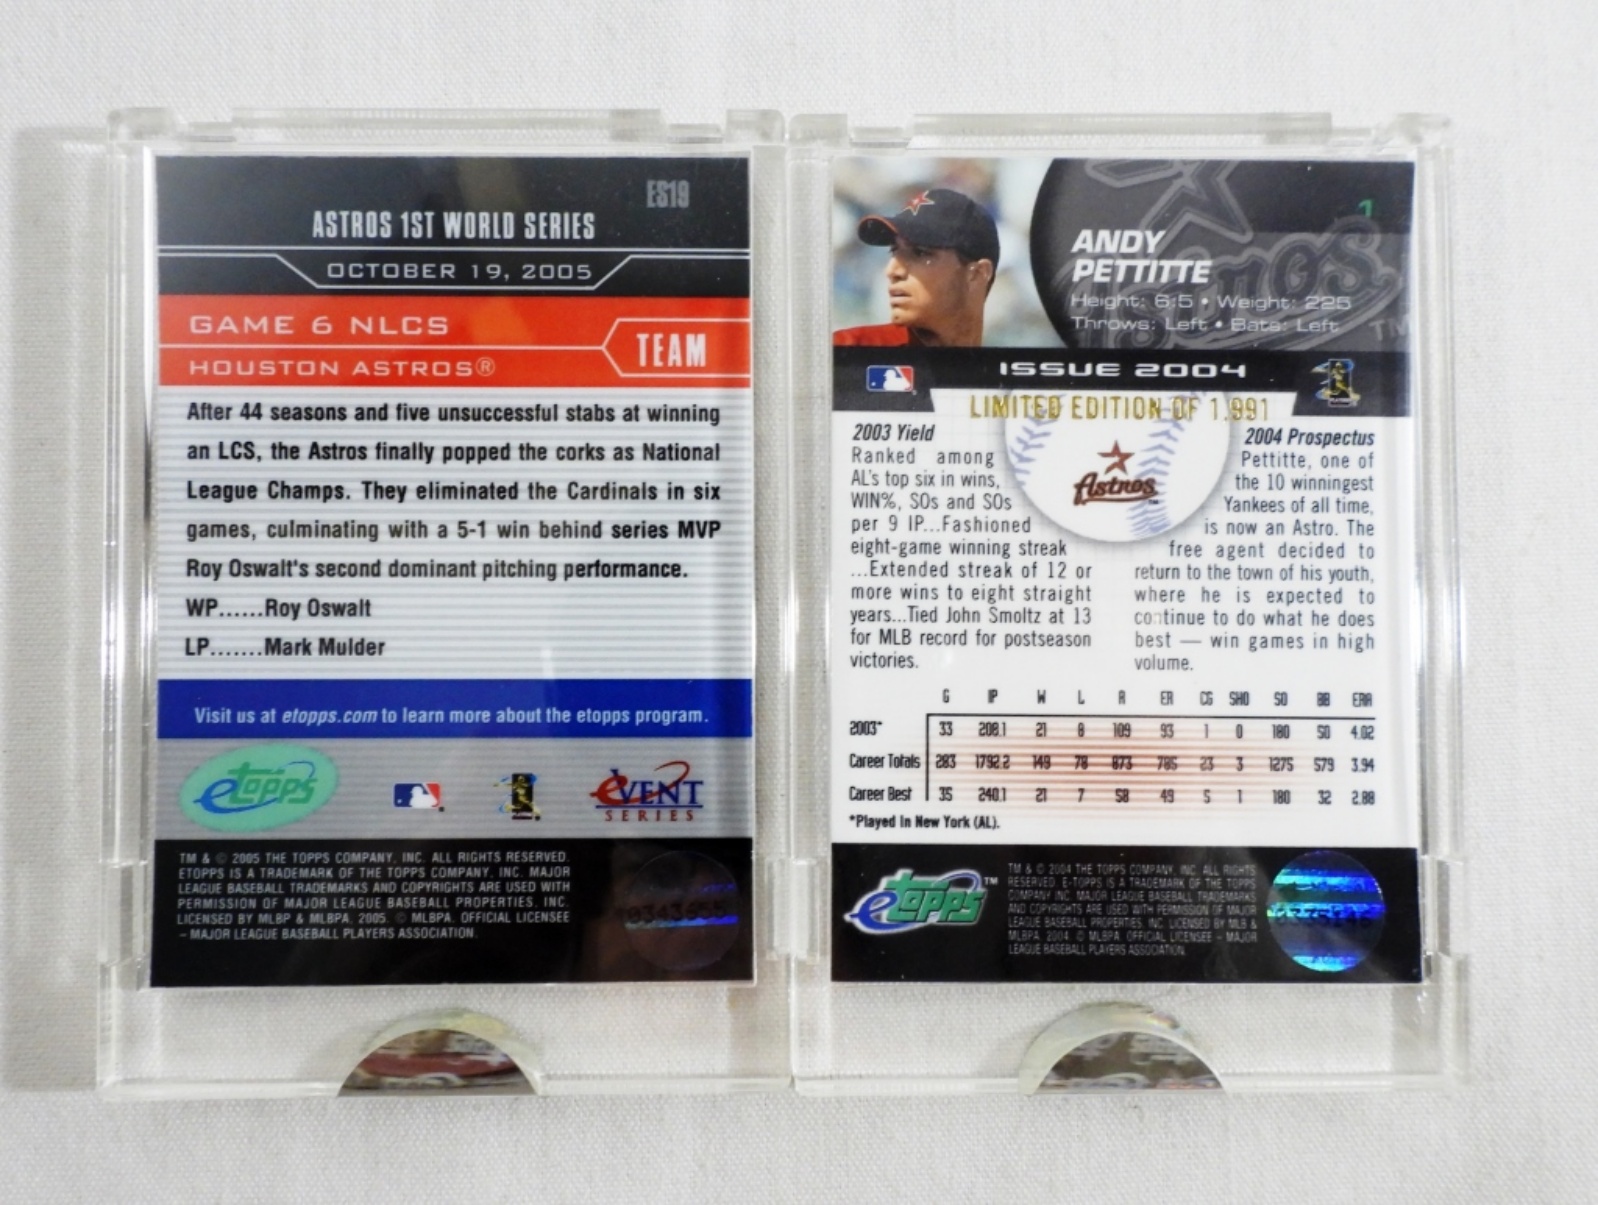 ES19
ASTROS 1ST WORLD SERIES
OCTOBER 19, 2005
GAME 6 NLCS
HOUSTON ASTROS®
TEAM
After 44 seasons and five unsuccessful stabs at winning
an LCS, the Astros finally popped the corks as National
League Champs. They eliminated the Cardinals in six
games, culminating with a 5-1 win behind series MVP
Roy Oswalt's second dominant pitching performance.
WP......Roy Oswalt
LP.......Mark Mulder
Visit us at etopps.com to learn more about the etopps program.
etopps
eVENT
SERIES
TM & © 2005 THE TOPPS COMPANY, INC. ALL RIGHTS RESERVED.
ETOPPS IS A TRADEMARK OF THE TOPPS COMPANY, INC. MAJOR
LEAGUE BASEBALL TRADEMARKS AND COPYRIGHTS ARE USED WITH
PERMISSION OF MAJOR LEAGUE BASEBALL PROPERTIES, INC.
LICENSED BY MLBP & MLBPA, 2005. © MLBPA. OFFICIAL LICENSEE
– MAJOR LEAGUE BASEBALL PLAYERS ASSOCIATION.
1
ANDY
PETTITTE
Height: 6:5 • Weight: 225
Throws: Left • Bats: Left
Astros TM
ISSUE 2004
LIMITED EDITION OF 1,991
Astros
2003 Yield
Ranked among
AL's top six in wins,
WIN%, SOs and SOs
per 9 IP...Fashioned
eight-game winning streak
...Extended streak of 12 or
more wins to eight straight
years...Tied John Smoltz at 13
for MLB record for postseason
victories.
2004 Prospectus
Pettitte, one of
the 10 winningest
Yankees of all time,
is now an Astro. The
free agent decided to
return to the town of his youth,
where he is expected to
continue to do what he does
best — win games in high
volume.
G IP W L R ER CG SHO SO BB ERA
2003* 33 208.1 21 8 109 93 1 0 180 50 4.02
Career Totals 283 1792.2 149 78 873 785 23 3 1275 579 3.94
Career Best 35 240.1 21 7 58 49 5 1 180 32 2.88
*Played In New York (AL).
etopps™
TM & © 2004 THE TOPPS COMPANY, INC. ALL RIGHTS
RESERVED. E-TOPPS IS A TRADEMARK OF THE TOPPS
COMPANY INC. MAJOR LEAGUE BASEBALL TRADEMARKS
AND COPYRIGHTS ARE USED WITH PERMISSION OF MAJOR
LEAGUE BASEBALL PROPERTIES, INC. LICENSED BY MLB &
MLBPA, 2004. © MLBPA. OFFICIAL LICENSEE – MAJOR
LEAGUE BASEBALL PLAYERS ASSOCIATION.